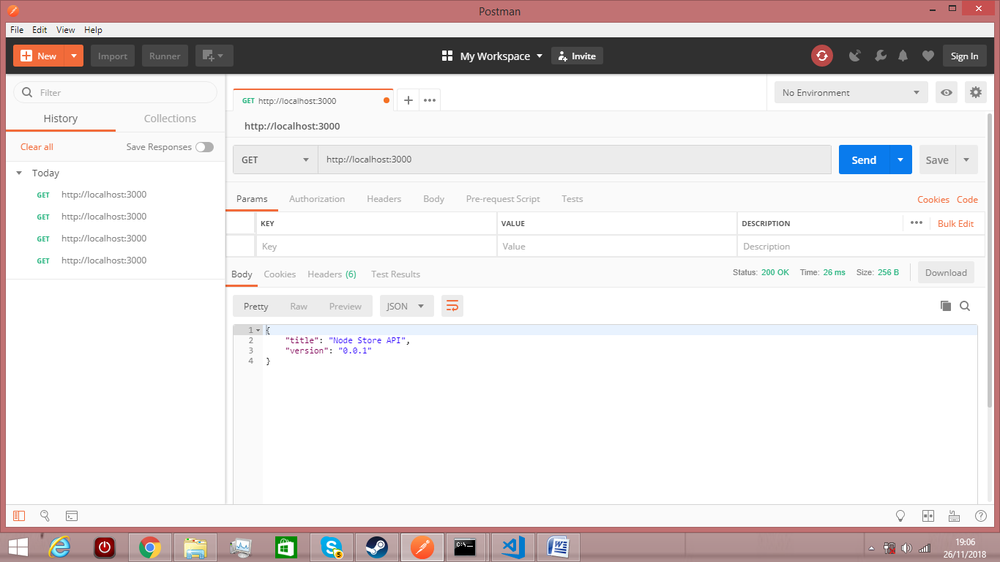 Postman
File Edit View Help
New Import Runner My Workspace Invite Sign In
Filter
History Collections
Clear all Save Responses
Today
GET http://localhost:3000
GET http://localhost:3000
GET http://localhost:3000
GET http://localhost:3000
GET http://localhost:3000
No Environment
http://localhost:3000
GET http://localhost:3000 Send Save
Params Authorization Headers Body Pre-request Script Tests Cookies Code
KEY VALUE DESCRIPTION Bulk Edit
Key Value Description
Body Cookies Headers (6) Test Results Status: 200 OK Time: 26 ms Size: 256 B Download
Pretty Raw Preview JSON
1 {
2 "title": "Node Store API",
3 "version": "0.0.1"
4 }
5
C:\_
19:06
26/11/2018